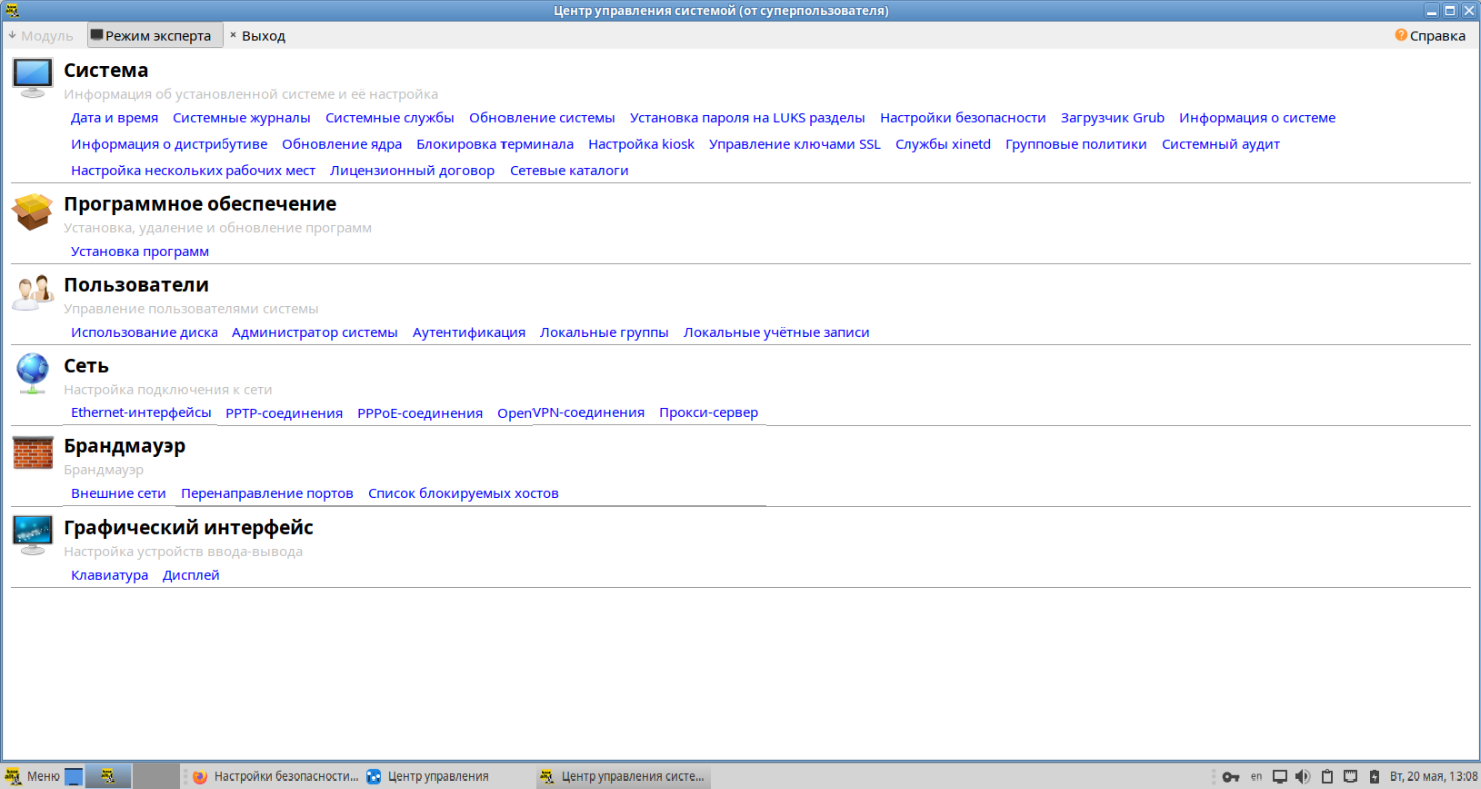 Центр управления системой (от суперпользователя)
Модуль Режим эксперта × Выход Справка
Система
Информация об установленной системе и её настройка
Дата и время Системные журналы Системные службы Обновление системы Установка пароля на LUKS разделы Настройки безопасности Загрузчик Grub Информация о системе
Информация о дистрибутиве Обновление ядра Блокировка терминала Настройка kiosk Управление ключами SSL Службы xinetd Групповые политики Системный аудит
Настройка нескольких рабочих мест Лицензионный договор Сетевые каталоги
Программное обеспечение
Установка, удаление и обновление программ
Установка программ
Пользователи
Управление пользователями системы
Использование диска Администратор системы Аутентификация Локальные группы Локальные учётные записи
Сеть
Настройка подключения к сети
Ethernet-интерфейсы PPTP-соединения PPPoE-соединения OpenVPN-соединения Прокси-сервер
Брандмауэр
Брандмауэр
Внешние сети Перенаправление портов Список блокируемых хостов
Графический интерфейс
Настройка устройств ввода-вывода
Клавиатура Дисплей
Меню Настройки безопасности... Центр управления Центр управления систе... en Вт, 20 мая, 13:08